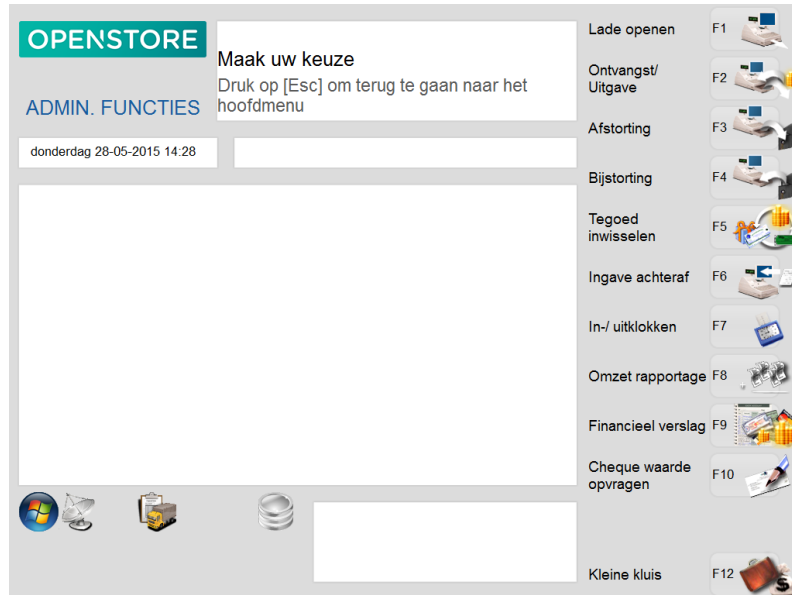 OPENSTORE
ADMIN. FUNCTIES
Maak uw keuze
Druk op [Esc] om terug te gaan naar het
hoofdmenu
donderdag 28-05-2015 14:28
Lade openen F1
Ontvangst/
Uitgave F2
Afstorting F3
Bijstorting F4
Tegoed
inwisselen F5
Ingave achteraf F6
In-/ uitklokken F7
Omzet rapportage F8
Financieel verslag F9
Cheque waarde
opvragen F10
Kleine kluis F12